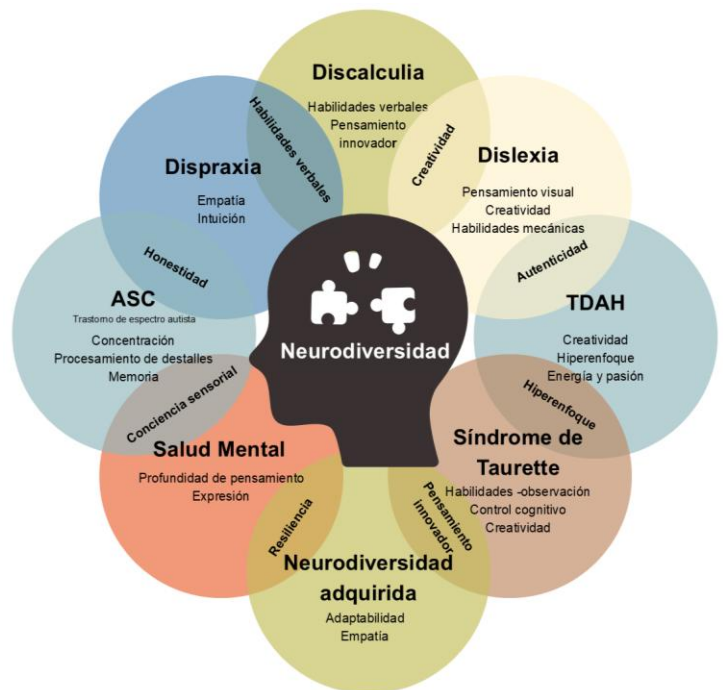 Discalculia
Habilidades verbales
Pensamiento
innovador
Creatividad
Dislexia
Pensamiento visual
Creatividad
Habilidades mecánicas
Autenticidad
TDAH
Creatividad
Hiperenfoque
Energía y pasión
Hiperenfoque
Síndrome de
Taurette
Habilidades -observación
Control cognitivo
Creatividad
Pensamiento
innovador
Neurodiversidad
adquirida
Adaptabilidad
Empatía
Resiliencia
Salud Mental
Profundidad de pensamiento
Expresión
Conciencia sensorial
ASC
Trastorno de espectro autista
Concentración
Procesamiento de destalles
Memoria
Honestidad
Dispraxia
Empatía
Intuición
Habilidades verbales
Neurodiversidad